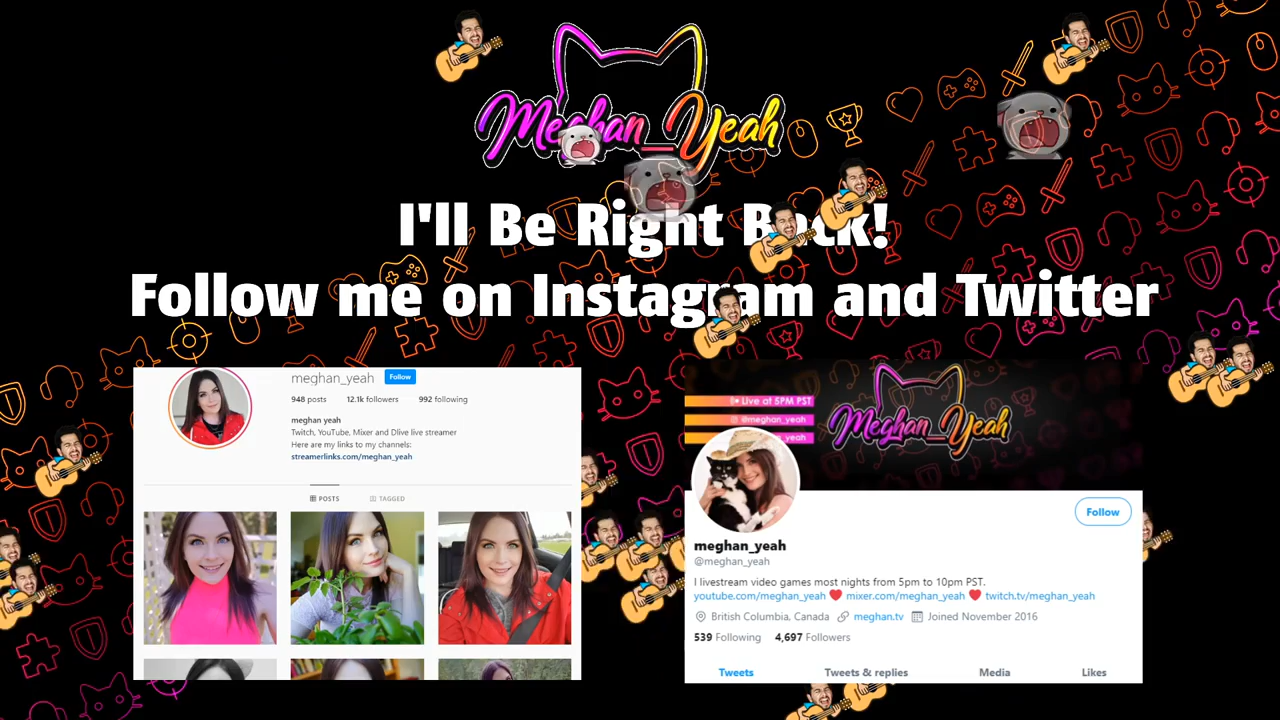 Meghan_Yeah
I'll Be Right Back!
Follow me on Instagram and Twitter
meghan_yeah Follow
948 posts 12.1k followers 992 following
meghan yeah
Twitch, YouTube, Mixer and Dlive live streamer
Here are my links to my channels:
streamerlinks.com/meghan_yeah
POSTS TAGGED
Live at 5PM PST
@meghan_yeah
_yeah
Meghan_Yeah
Follow
meghan_yeah
@meghan_yeah
I livestream video games most nights from 5pm to 10pm PST.
youtube.com/meghan_yeah ❤ mixer.com/meghan_yeah ❤ twitch.tv/meghan_yeah
British Columbia, Canada meghan.tv Joined November 2016
539 Following 4,697 Followers
Tweets Tweets & replies Media Likes